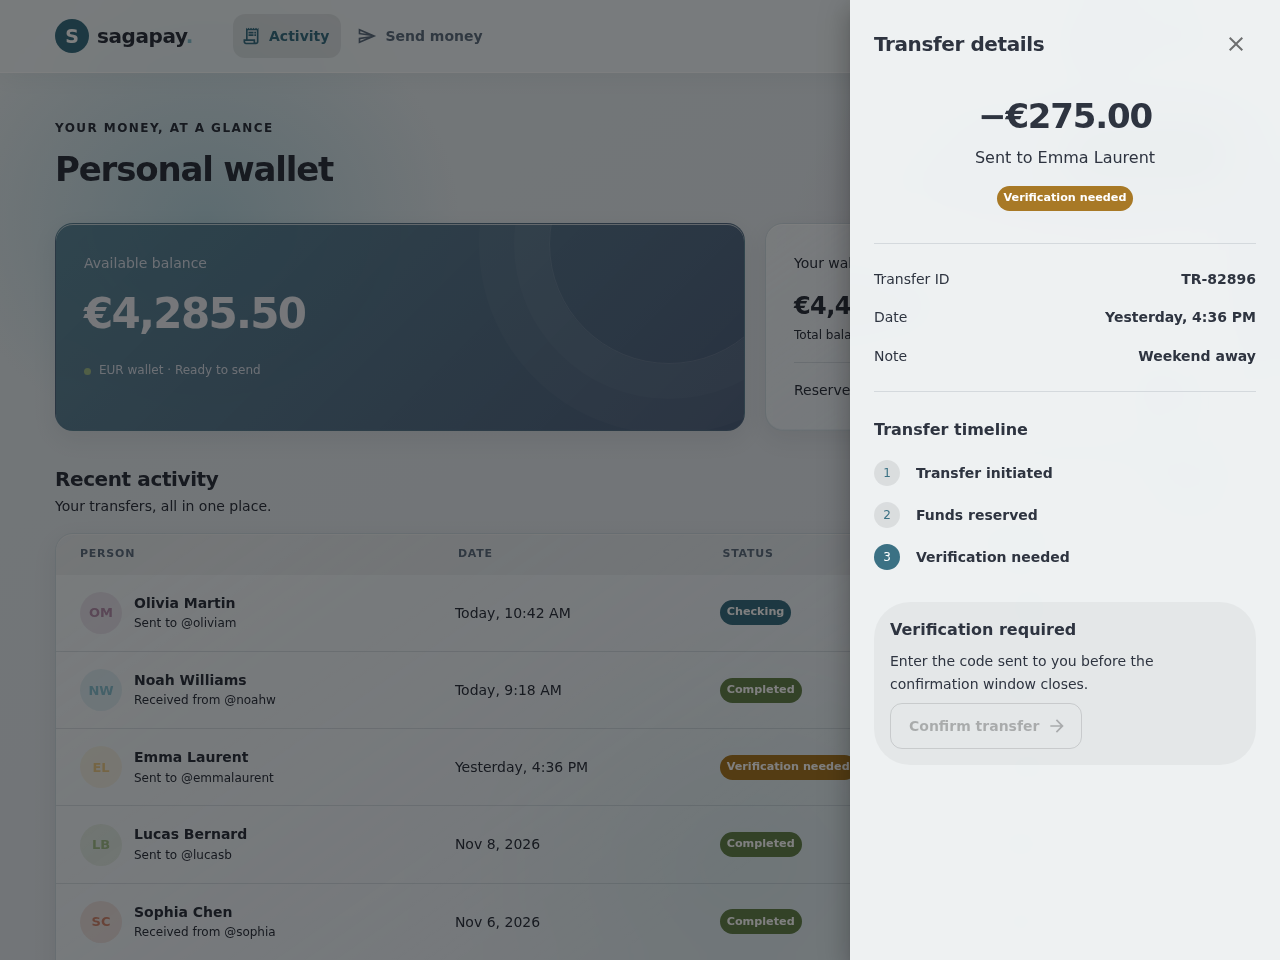 S sagapay.
Activity
Send money
YOUR MONEY, AT A GLANCE
Personal wallet
Available balance
€4,285.50
EUR wallet · Ready to send
Your wal
€4,4
Total bala
Reserve
Recent activity
Your transfers, all in one place.
PERSON DATE STATUS
OM Olivia Martin
Sent to @oliviam
Today, 10:42 AM
Checking
NW Noah Williams
Received from @noahw
Today, 9:18 AM
Completed
EL Emma Laurent
Sent to @emmalaurent
Yesterday, 4:36 PM
Verification needed
LB Lucas Bernard
Sent to @lucasb
Nov 8, 2026
Completed
SC Sophia Chen
Received from @sophia
Nov 6, 2026
Completed
Transfer details
−€275.00
Sent to Emma Laurent
Verification needed
Transfer ID TR-82896
Date Yesterday, 4:36 PM
Note Weekend away
Transfer timeline
1 Transfer initiated
2 Funds reserved
3 Verification needed
Verification required
Enter the code sent to you before the
confirmation window closes.
Confirm transfer